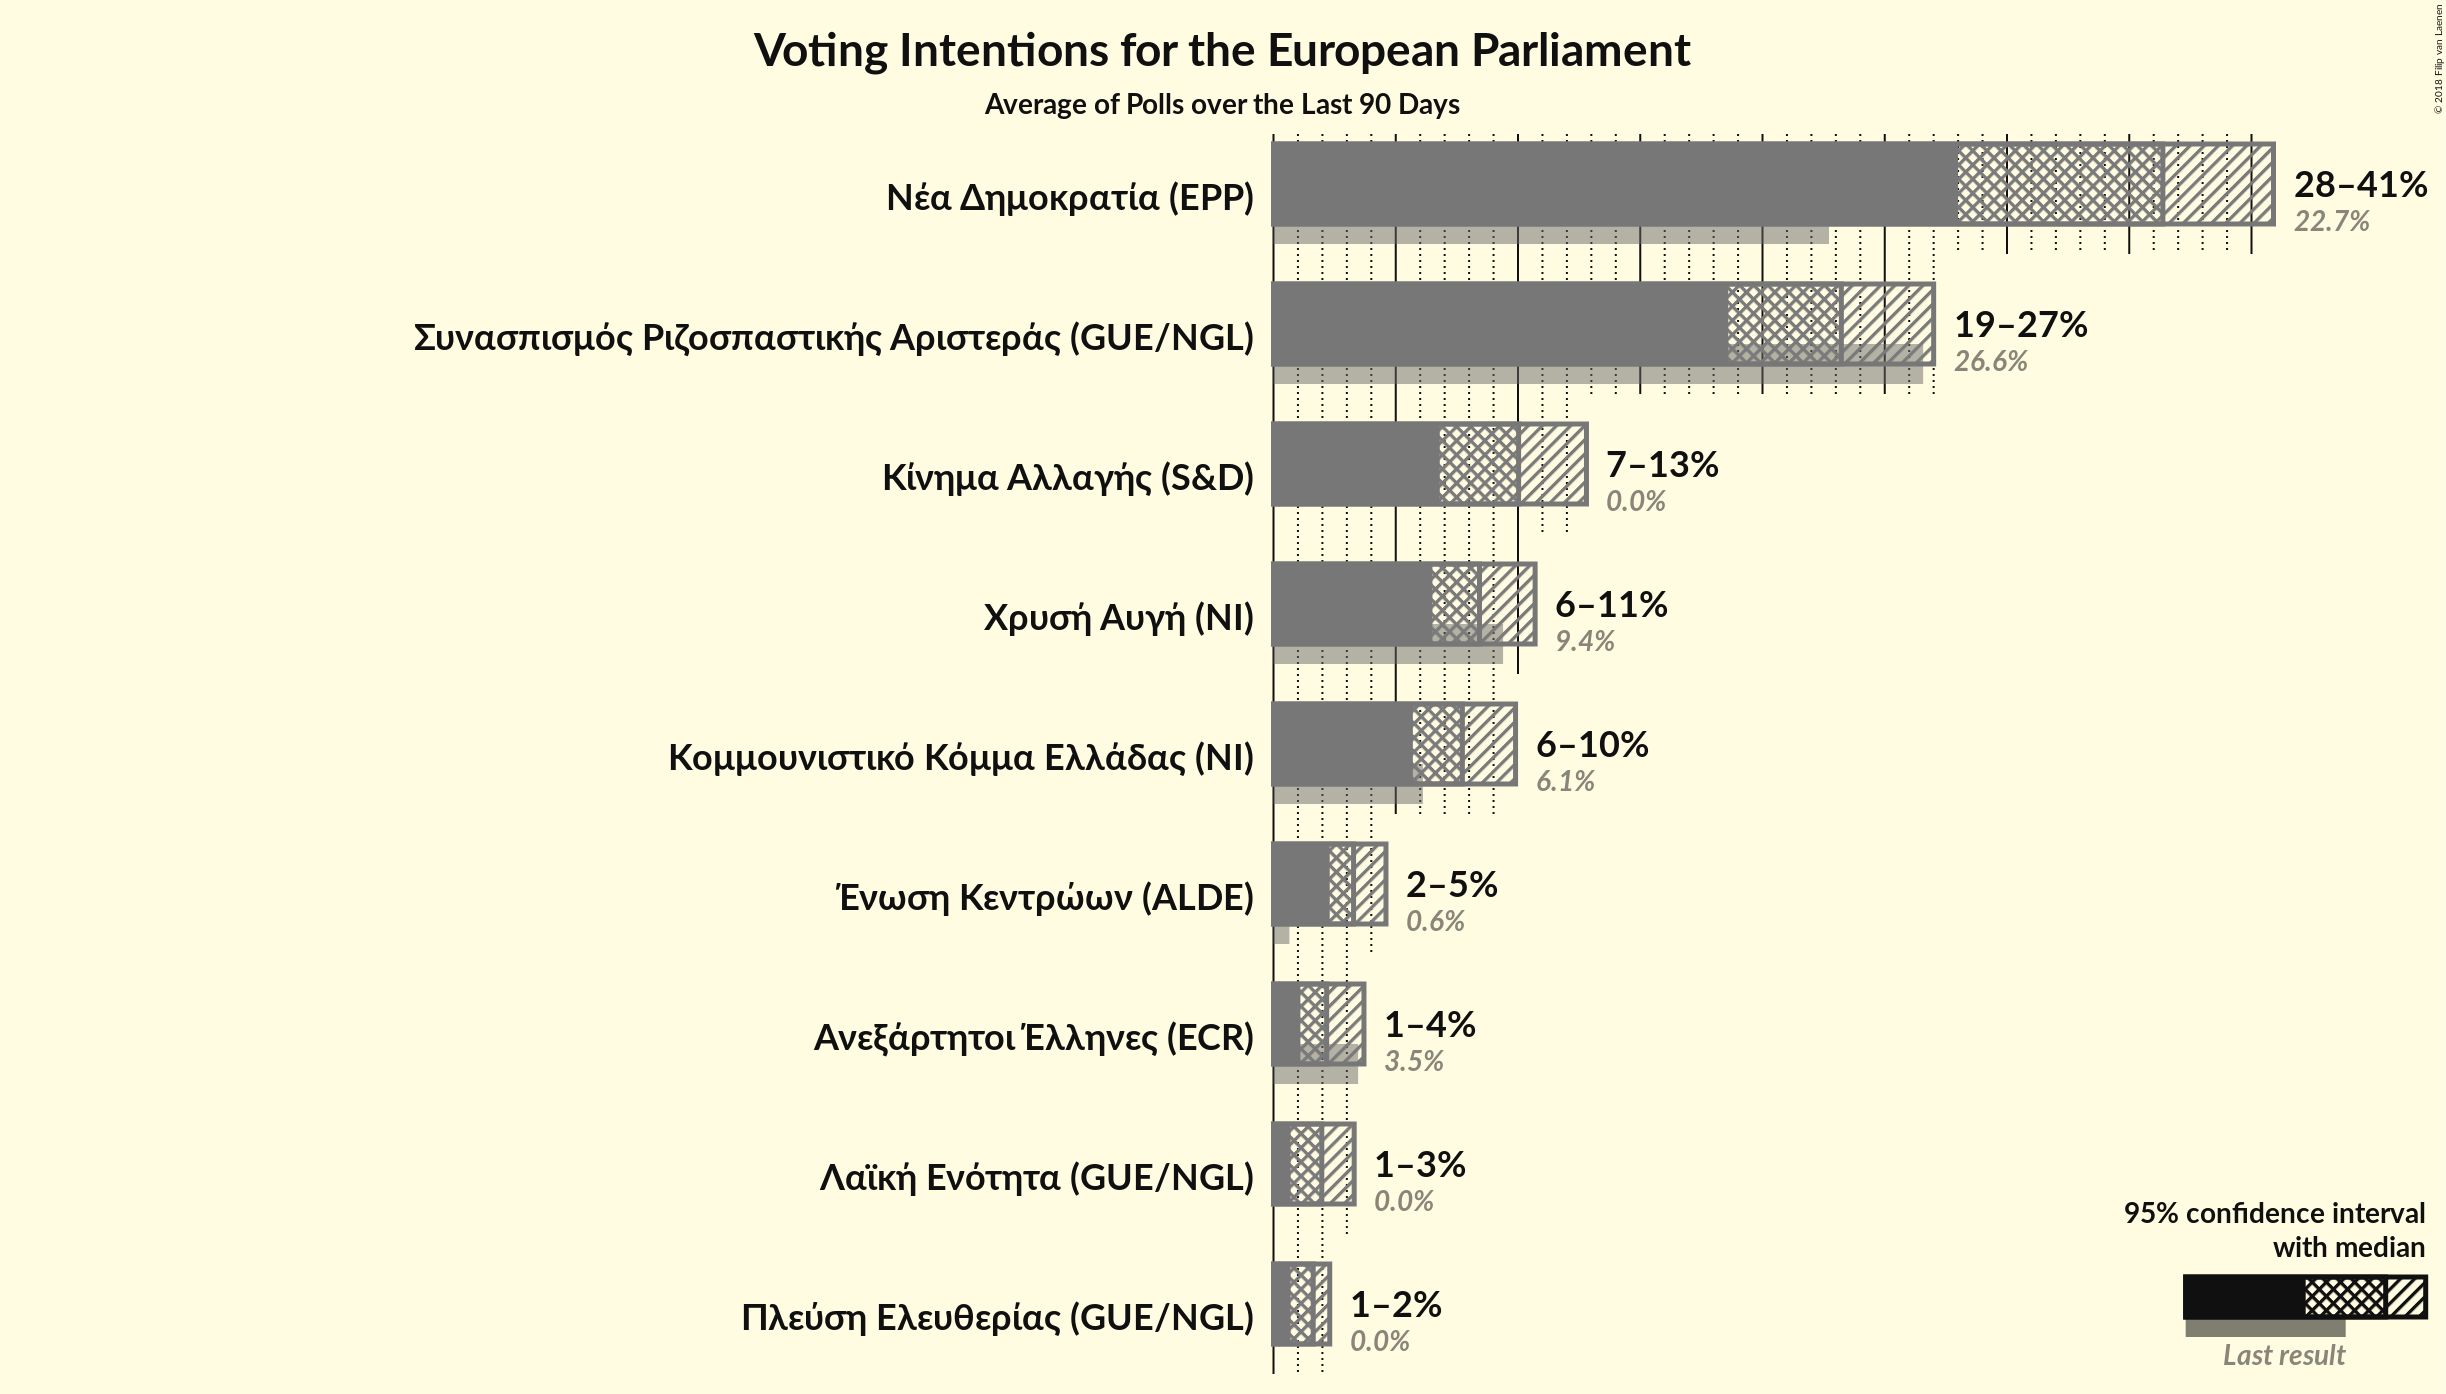 Voting Intentions for the European Parliament
Average of Polls over the Last 90 Days
© 2018 Filip van Laenen
Νέα Δημοκρατία (EPP)
28–41%
22.7%
Συνασπισμός Ριζοσπαστικής Αριστεράς (GUE/NGL)
19–27%
26.6%
Κίνημα Αλλαγής (S&D)
7–13%
0.0%
Χρυσή Αυγή (NI)
6–11%
9.4%
Κομμουνιστικό Κόμμα Ελλάδας (NI)
6–10%
6.1%
Ένωση Κεντρώων (ALDE)
2–5%
0.6%
Ανεξάρτητοι Έλληνες (ECR)
1–4%
3.5%
Λαϊκή Ενότητα (GUE/NGL)
1–3%
0.0%
Πλεύση Ελευθερίας (GUE/NGL)
1–2%
0.0%
95% confidence interval
with median
Last result